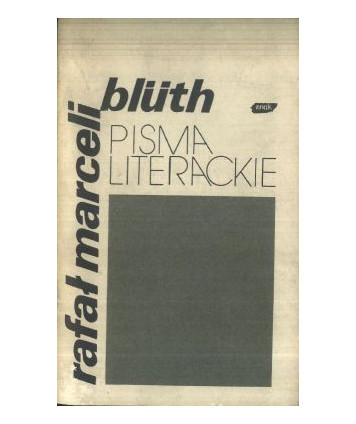 rafał marceli
blüth
znak
PISMA
LITERACKIE